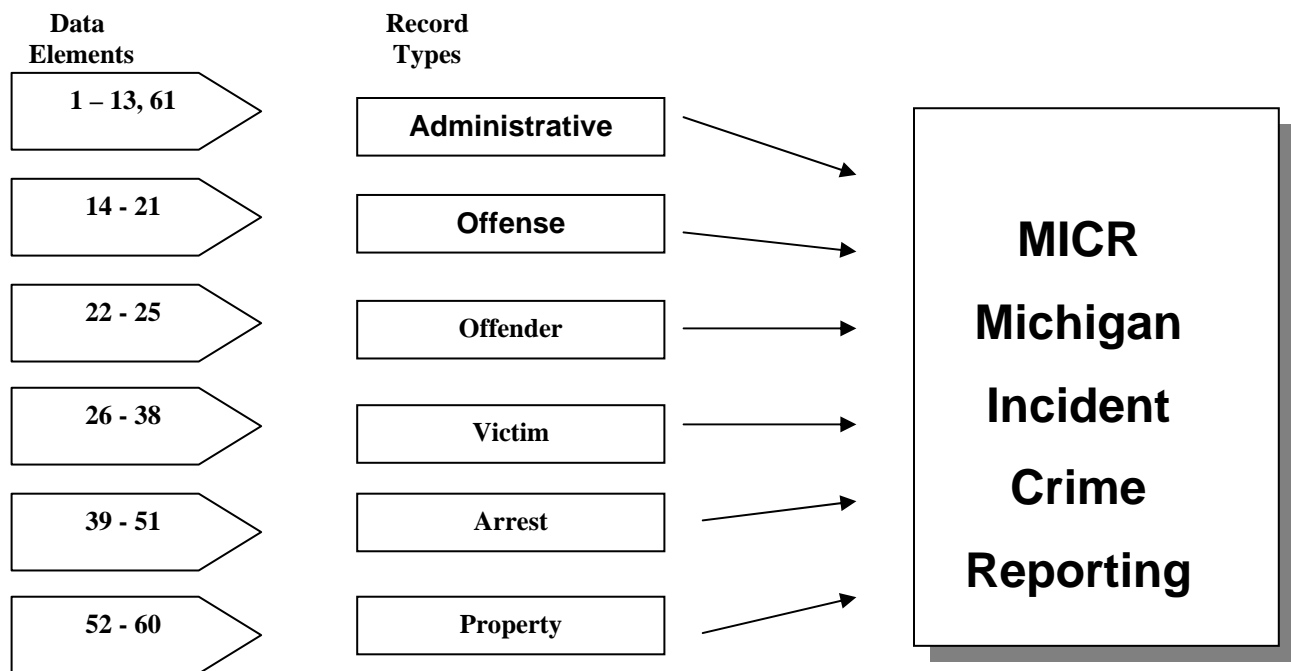 Data
Elements
Record
Types
1 – 13, 61
Administrative
14 - 21
Offense
22 - 25
Offender
26 - 38
Victim
39 - 51
Arrest
52 - 60
Property
MICR
Michigan
Incident
Crime
Reporting